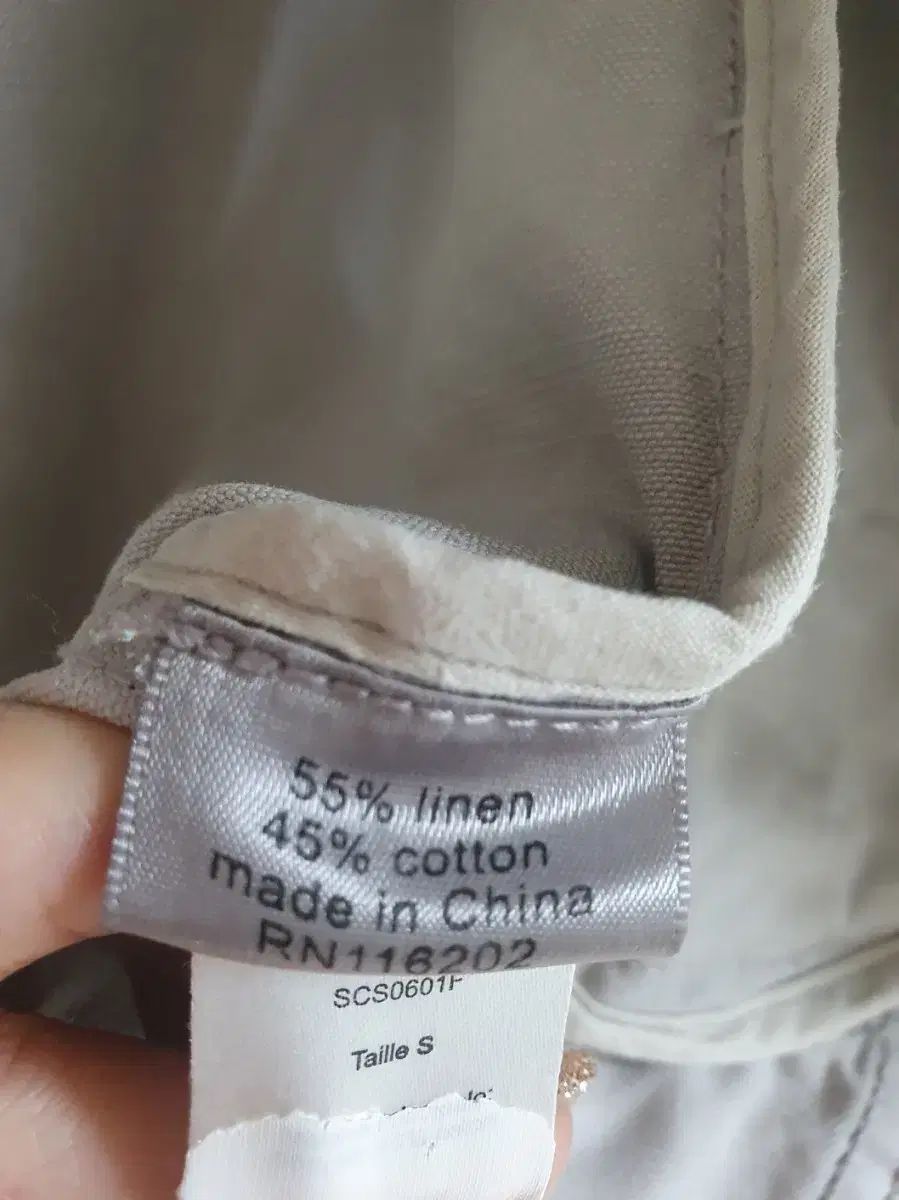 55% linen
45% cotton
made in China
RN116202
SCS0601F
Taille S